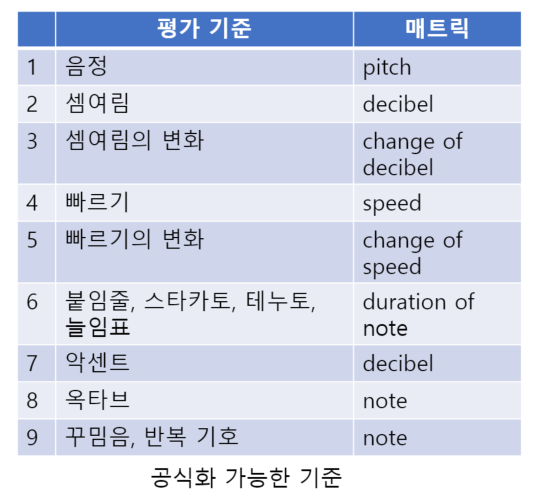 평가 기준 매트릭
1 음정 pitch
2 셈여림 decibel
3 셈여림의 변화 change of
decibel
4 빠르기 speed
5 빠르기의 변화 change of
speed
6 붙임줄, 스타카토, 테누토, duration of
늘임표 note
7 악센트 decibel
8 옥타브 note
9 꾸밈음, 반복 기호 note
공식화 가능한 기준